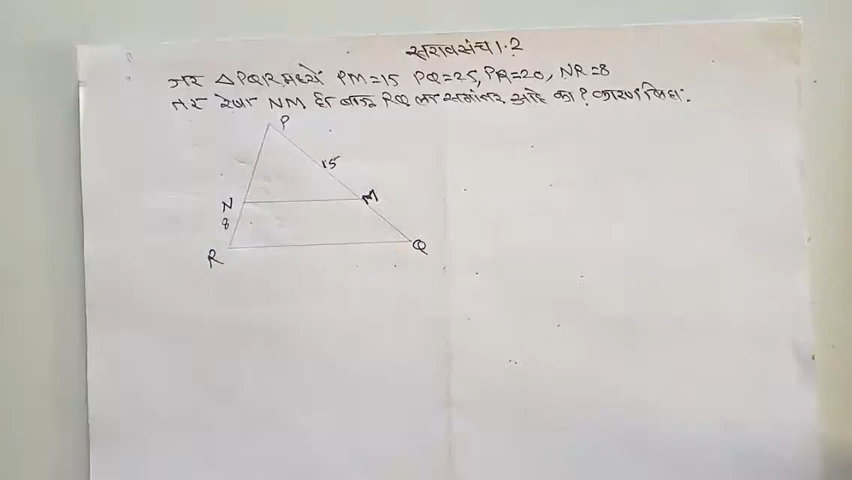 सरावसंच 1.2
जर △PQR मध्ये PM=15 PQ=25, PR=20, NR=8
तर रेषा NM ही बाजू RQ ला समांतर आहे का? कारण लिहा.
P
15
N
M
8
R
Q